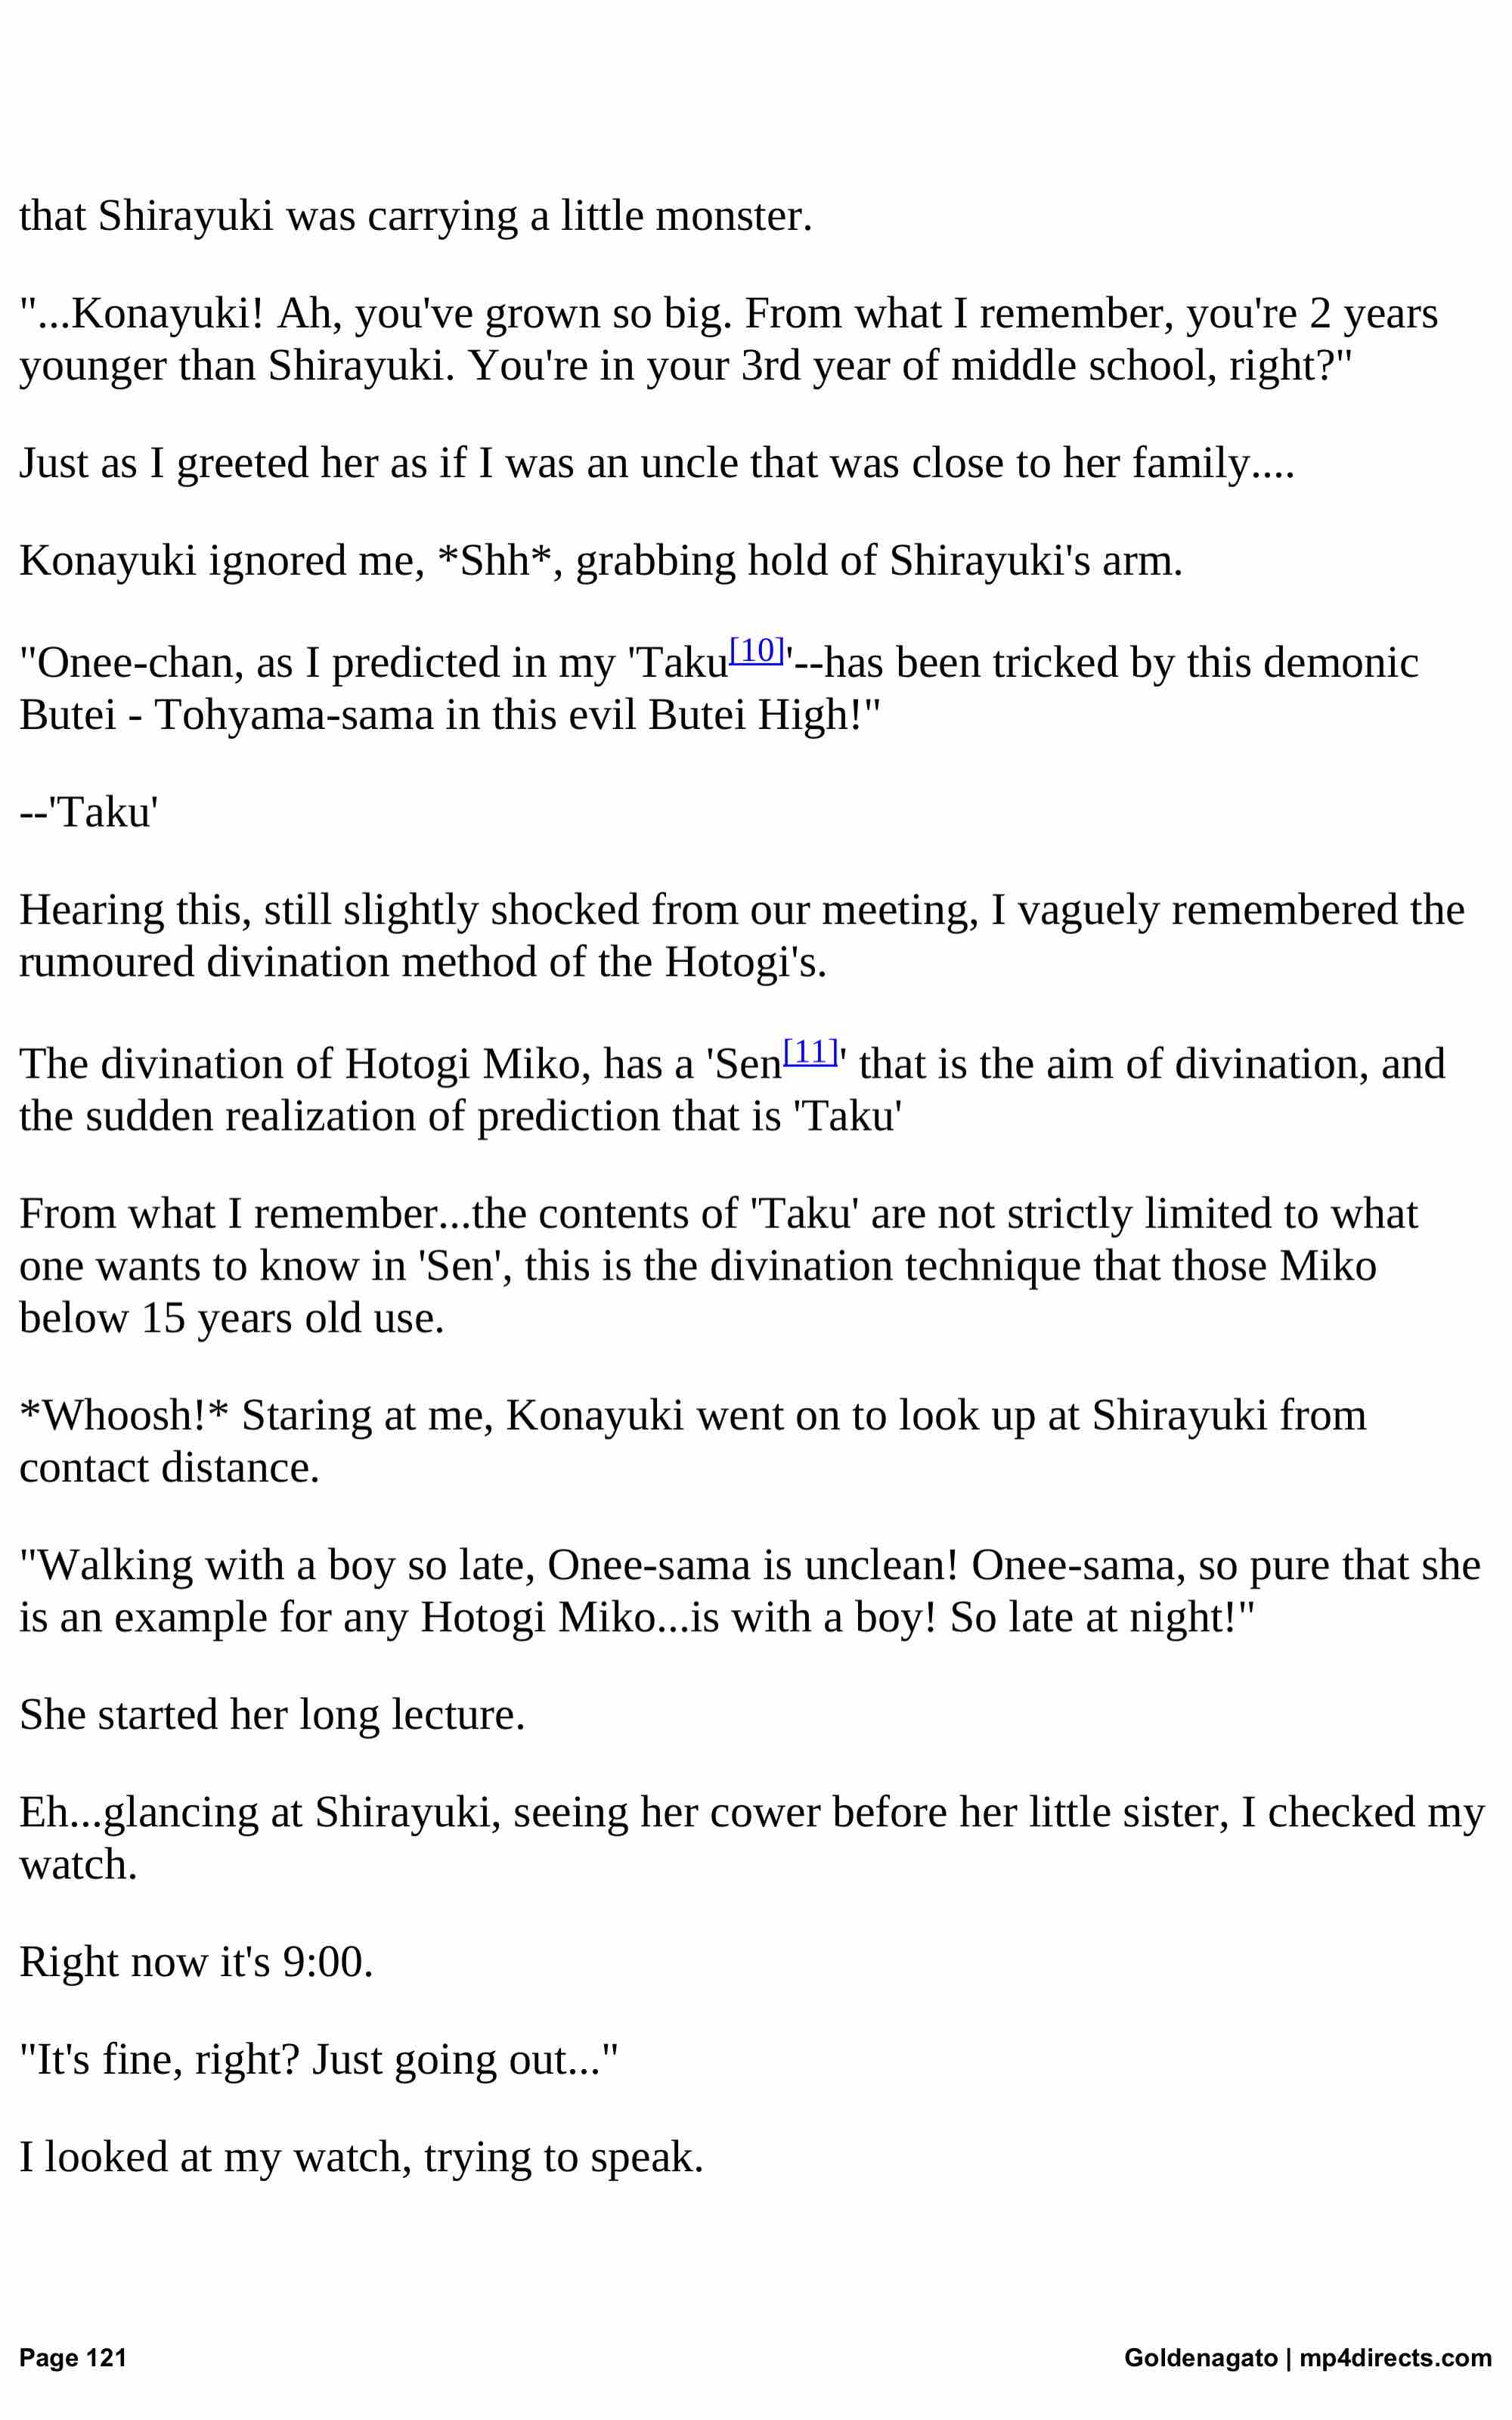 that Shirayuki was carrying a little monster.
"...Konayuki! Ah, you've grown so big. From what I remember, you're 2 years
younger than Shirayuki. You're in your 3rd year of middle school, right?"
Just as I greeted her as if I was an uncle that was close to her family....
Konayuki ignored me, *Shh*, grabbing hold of Shirayuki's arm.
"Onee-chan, as I predicted in my 'Taku[10]'--has been tricked by this demonic
Butei - Tohyama-sama in this evil Butei High!"
--'Taku'
Hearing this, still slightly shocked from our meeting, I vaguely remembered the
rumoured divination method of the Hotogi's.
The divination of Hotogi Miko, has a 'Sen[11]' that is the aim of divination, and
the sudden realization of prediction that is 'Taku'
From what I remember...the contents of 'Taku' are not strictly limited to what
one wants to know in 'Sen', this is the divination technique that those Miko
below 15 years old use.
*Whoosh!* Staring at me, Konayuki went on to look up at Shirayuki from
contact distance.
"Walking with a boy so late, Onee-sama is unclean! Onee-sama, so pure that she
is an example for any Hotogi Miko...is with a boy! So late at night!"
She started her long lecture.
Eh...glancing at Shirayuki, seeing her cower before her little sister, I checked my
watch.
Right now it's 9:00.
"It's fine, right? Just going out..."
I looked at my watch, trying to speak.
Page 121
Goldenagato | mp4directs.com